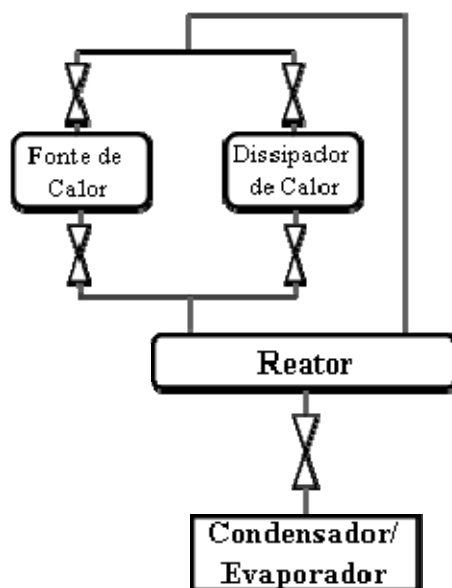 Fonte de
Calor
Dissipador
de Calor
Reator
Condensador/
Evaporador